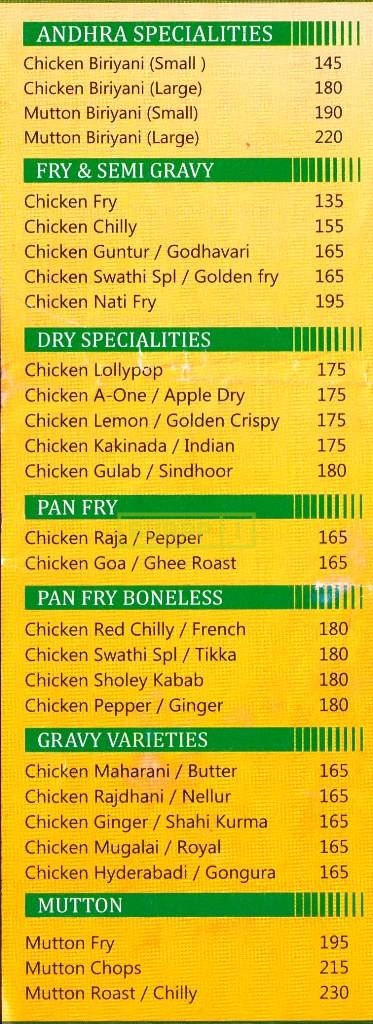 ANDHRA SPECIALITIES
Chicken Biriyani (Small ) 145
Chicken Biriyani (Large) 180
Mutton Biriyani (Small) 190
Mutton Biriyani (Large) 220
FRY & SEMI GRAVY
Chicken Fry 135
Chicken Chilly 155
Chicken Guntur / Godhavari 165
Chicken Swathi Spl / Golden fry 165
Chicken Nati Fry 195
DRY SPECIALITIES
Chicken Lollypop 175
Chicken A-One / Apple Dry 175
Chicken Lemon / Golden Crispy 175
Chicken Kakinada / Indian 175
Chicken Gulab / Sindhoor 180
PAN FRY
Chicken Raja / Pepper 165
Chicken Goa / Ghee Roast 165
PAN FRY BONELESS
Chicken Red Chilly / French 180
Chicken Swathi Spl / Tikka 180
Chicken Sholey Kabab 180
Chicken Pepper / Ginger 180
GRAVY VARIETIES
Chicken Maharani / Butter 165
Chicken Rajdhani / Nellur 165
Chicken Ginger / Shahi Kurma 165
Chicken Mugalai / Royal 165
Chicken Hyderabadi / Gongura 165
MUTTON
Mutton Fry 195
Mutton Chops 215
Mutton Roast / Chilly 230